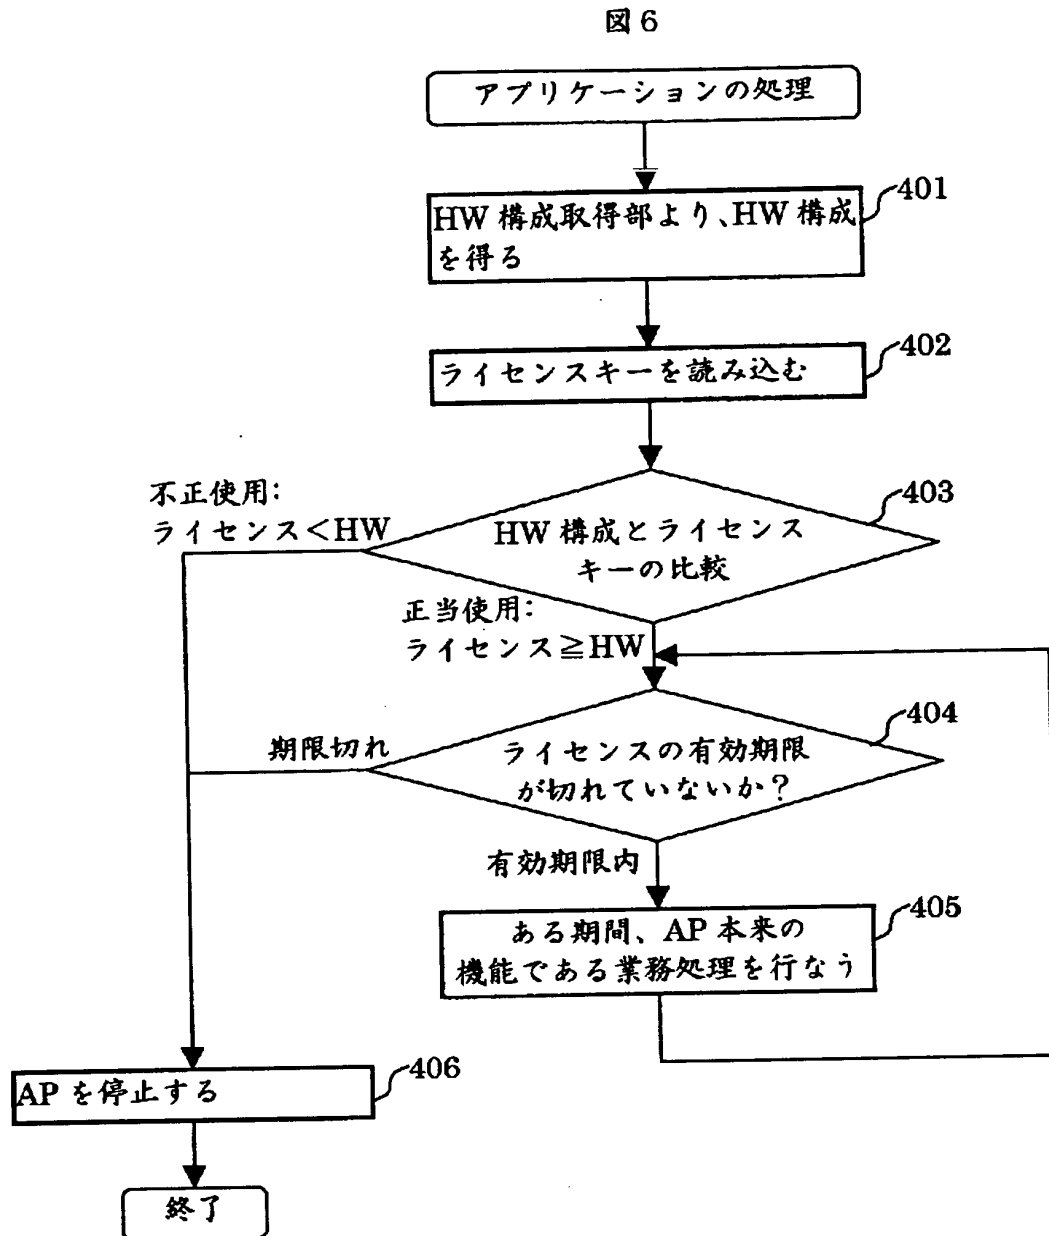 図6
アプリケーションの処理
401
HW 構成取得部より、HW 構成
を得る
402
ライセンスキーを読み込む
403
不正使用:
ライセンス<HW
HW 構成とライセンス
キーの比較
正当使用:
ライセンス≧HW
404
期限切れ
ライセンスの有効期限
が切れていないか?
有効期限内
405
ある期間、AP 本来の
機能である業務処理を行なう
406
AP を停止する
終了